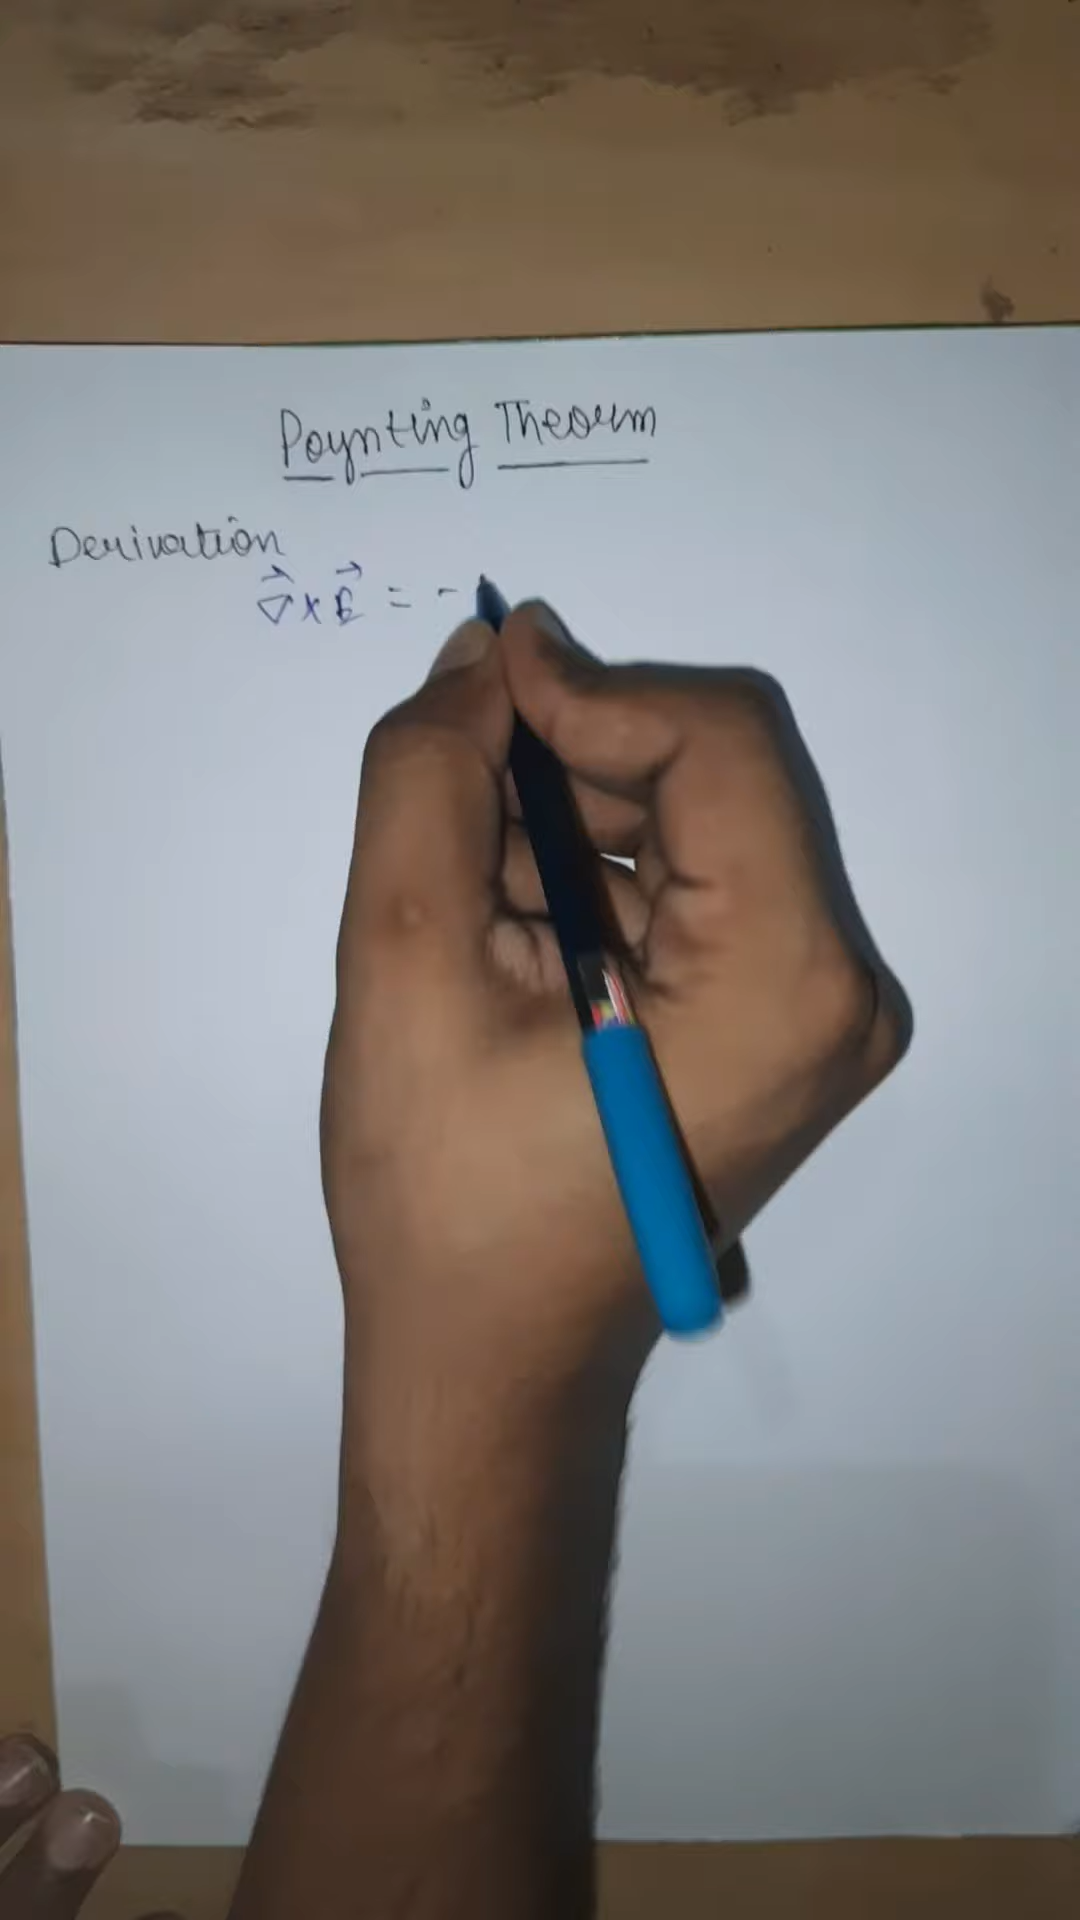 Poynting Theorem
Derivation
∇⃗ × E⃗ = -